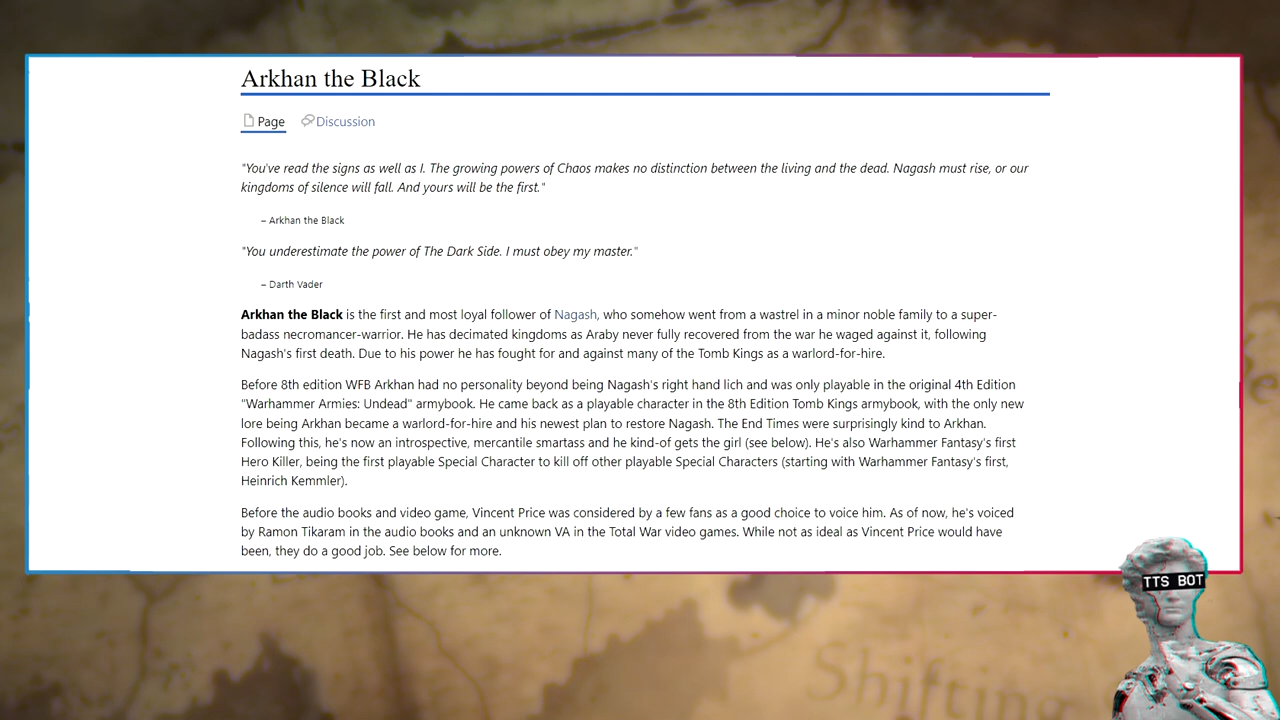 Arkhan the Black
Page Discussion
"You've read the signs as well as I. The growing powers of Chaos makes no distinction between the living and the dead. Nagash must rise, or our
kingdoms of silence will fall. And yours will be the first."
– Arkhan the Black
"You underestimate the power of The Dark Side. I must obey my master."
– Darth Vader
Arkhan the Black is the first and most loyal follower of Nagash, who somehow went from a wastrel in a minor noble family to a super-
badass necromancer-warrior. He has decimated kingdoms as Araby never fully recovered from the war he waged against it, following
Nagash's first death. Due to his power he has fought for and against many of the Tomb Kings as a warlord-for-hire.
Before 8th edition WFB Arkhan had no personality beyond being Nagash's right hand lich and was only playable in the original 4th Edition
"Warhammer Armies: Undead" armybook. He came back as a playable character in the 8th Edition Tomb Kings armybook, with the only new
lore being Arkhan became a warlord-for-hire and his newest plan to restore Nagash. The End Times were surprisingly kind to Arkhan.
Following this, he's now an introspective, mercantile smartass and he kind-of gets the girl (see below). He's also Warhammer Fantasy's first
Hero Killer, being the first playable Special Character to kill off other playable Special Characters (starting with Warhammer Fantasy's first,
Heinrich Kemmler).
Before the audio books and video game, Vincent Price was considered by a few fans as a good choice to voice him. As of now, he's voiced
by Ramon Tikaram in the audio books and an unknown VA in the Total War video games. While not as ideal as Vincent Price would have
been, they do a good job. See below for more.
TTS BOT
Shifting